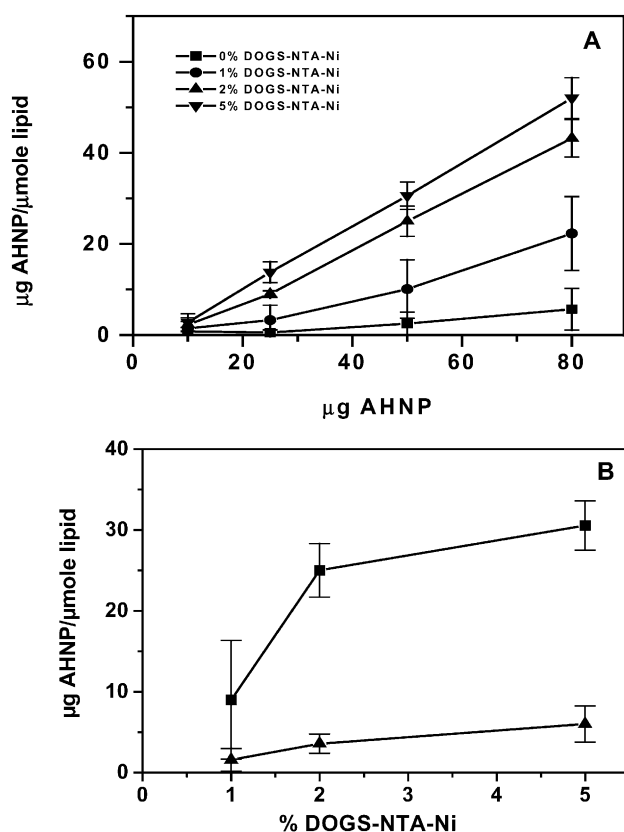 A
60
40
20
0
0% DOGS-NTA-Ni
1% DOGS-NTA-Ni
2% DOGS-NTA-Ni
5% DOGS-NTA-Ni
μg AHNP/μmole lipid
20 40 60 80
μg AHNP
B
40
30
20
10
0
μg AHNP/μmole lipid
0 1 2 3 4 5
% DOGS-NTA-Ni